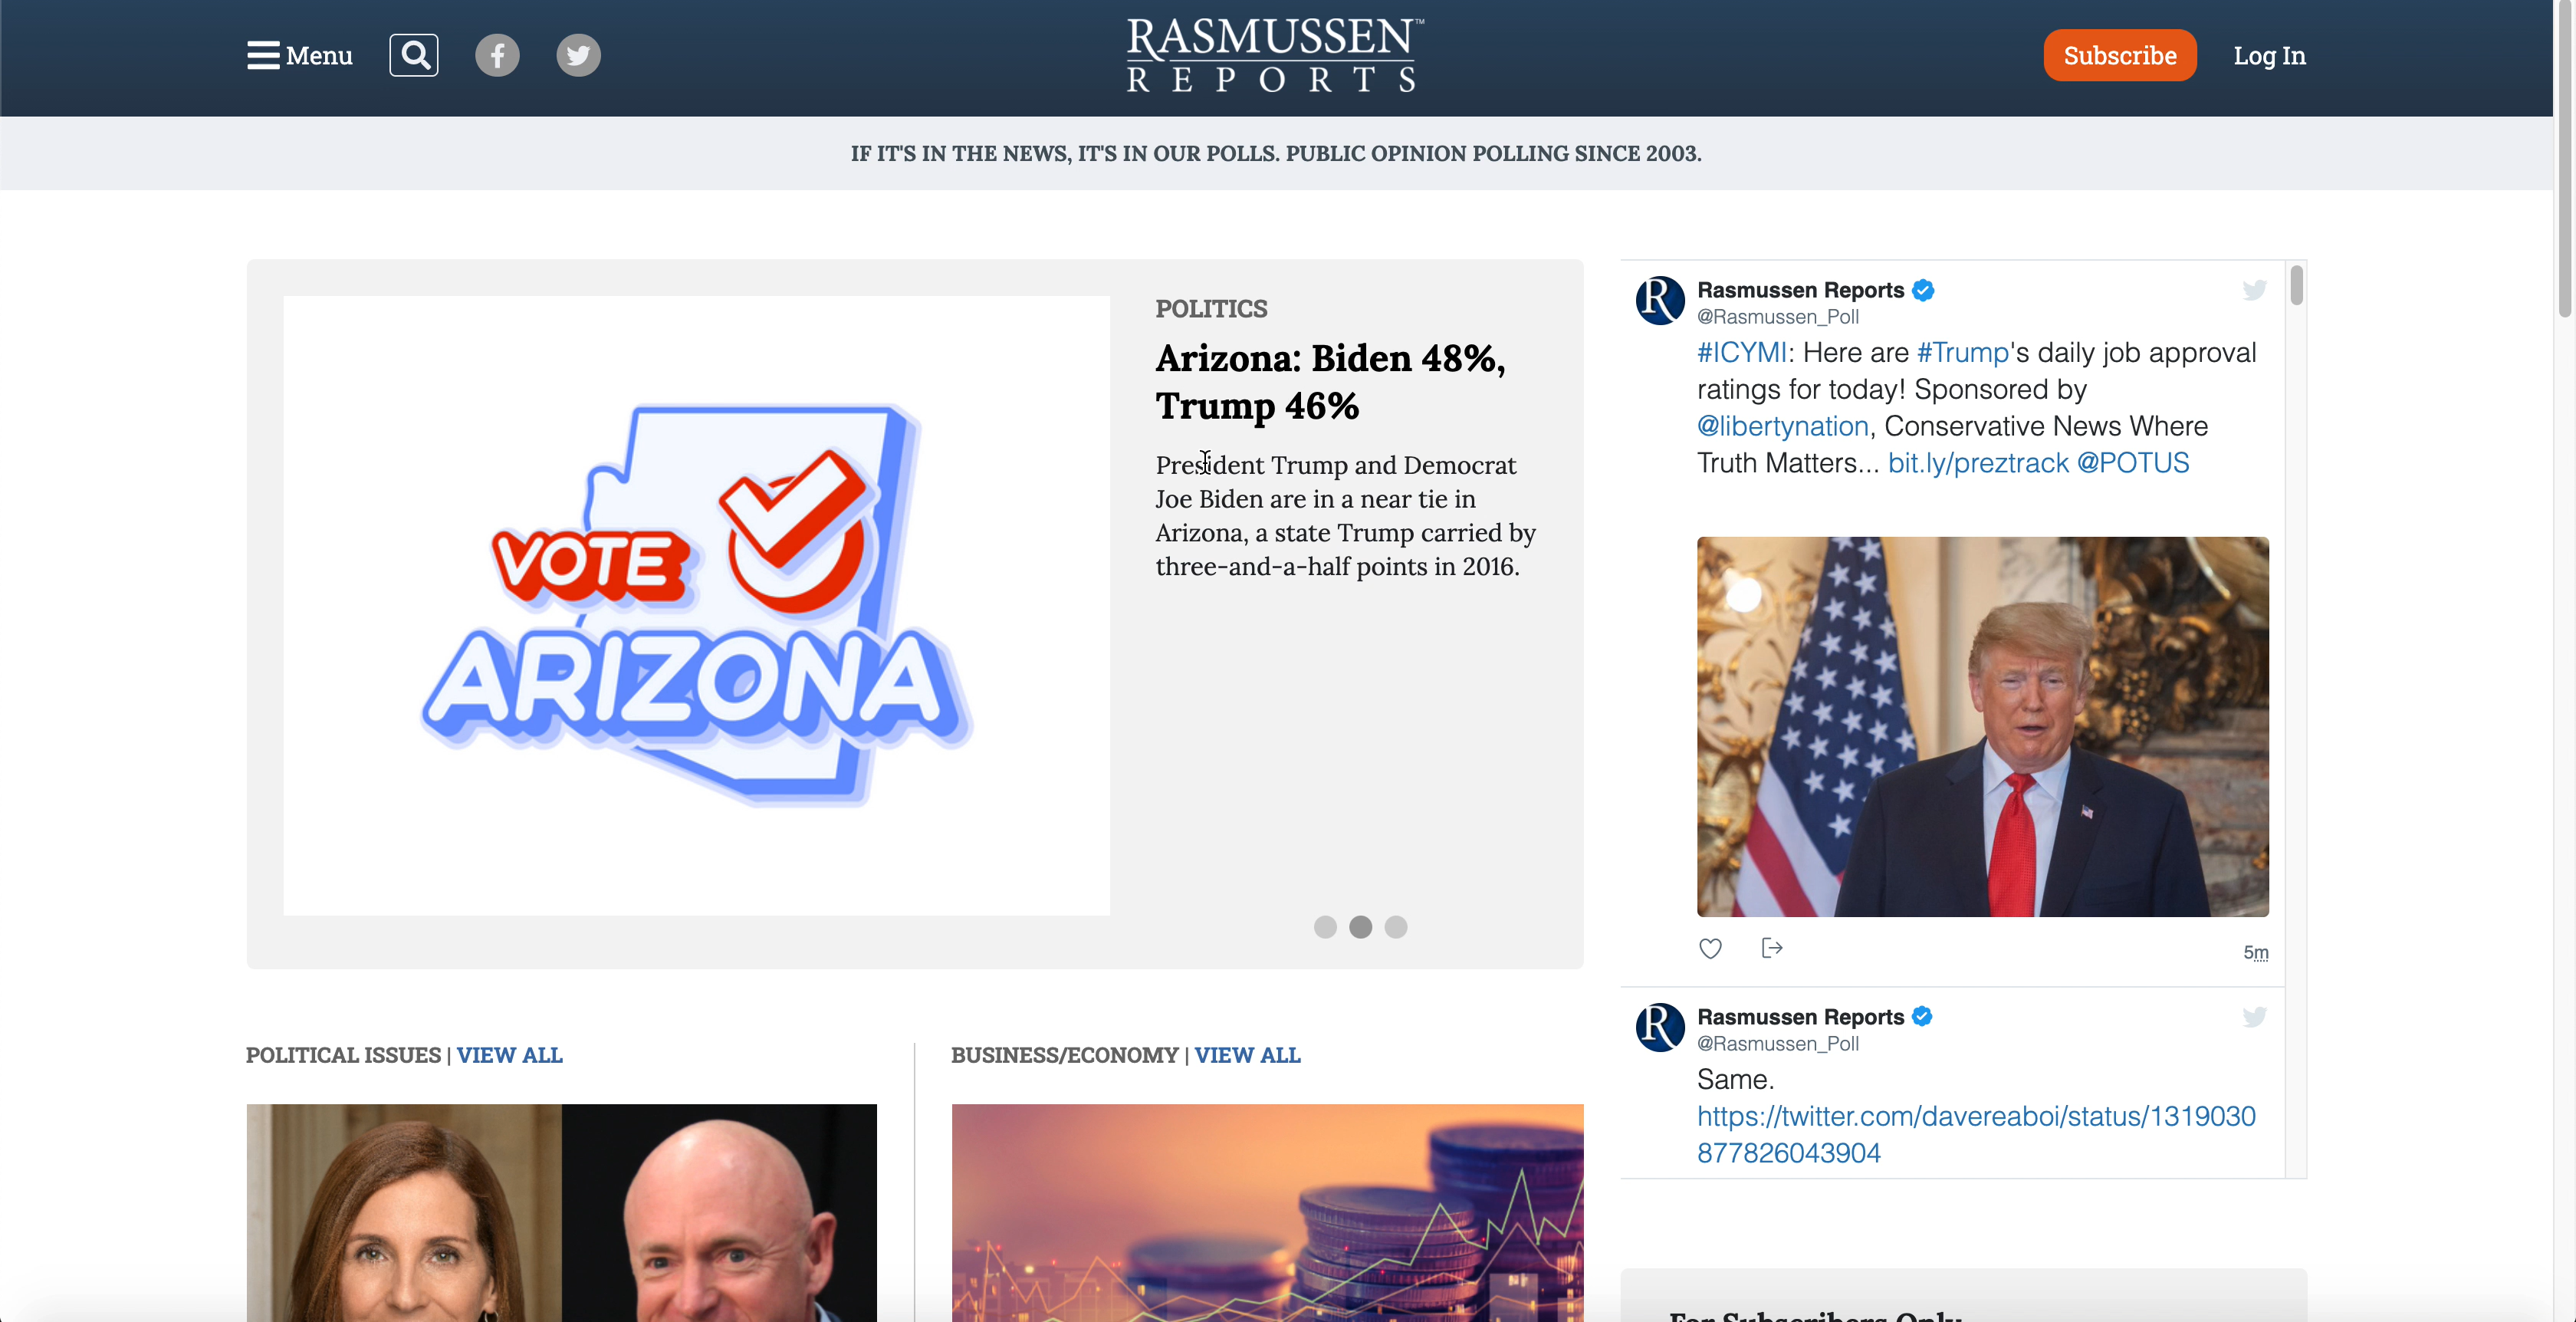 Menu
RASMUSSEN™
REPORTS
Subscribe
Log In
IF IT'S IN THE NEWS, IT'S IN OUR POLLS. PUBLIC OPINION POLLING SINCE 2003.
VOTE
ARIZONA
POLITICS
Arizona: Biden 48%,
Trump 46%
President Trump and Democrat
Joe Biden are in a near tie in
Arizona, a state Trump carried by
three-and-a-half points in 2016.
Rasmussen Reports
@Rasmussen_Poll
#ICYMI: Here are #Trump's daily job approval
ratings for today! Sponsored by
@libertynation, Conservative News Where
Truth Matters... bit.ly/preztrack @POTUS
5m
Rasmussen Reports
@Rasmussen_Poll
Same.
https://twitter.com/davereaboi/status/1319030
877826043904
POLITICAL ISSUES | VIEW ALL
BUSINESS/ECONOMY | VIEW ALL
For Subscribers Only